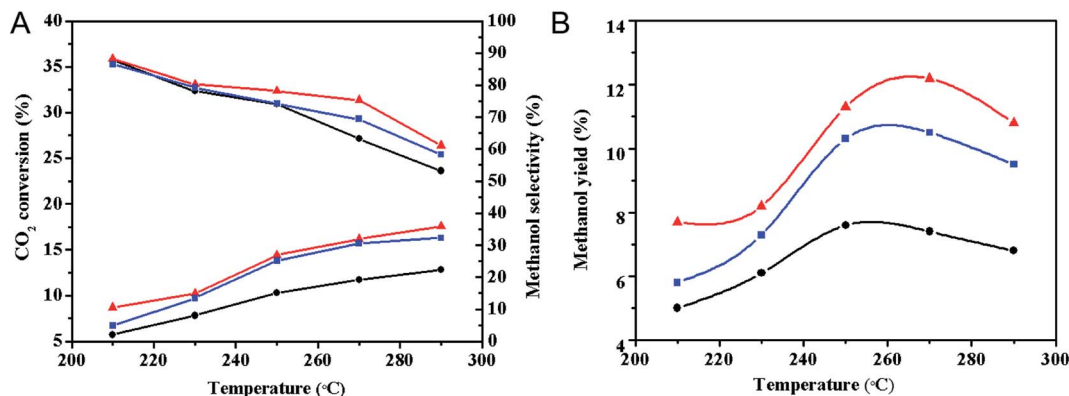 A
40
35
30
25
20
15
10
5
CO2 conversion (%)
100
90
80
70
60
50
40
30
20
10
0
Methanol selectivity (%)
200 220 240 260 280 300
Temperature (°C)
B
14
12
10
8
6
4
Methanol yield (%)
200 220 240 260 280 300
Temperature (°C)